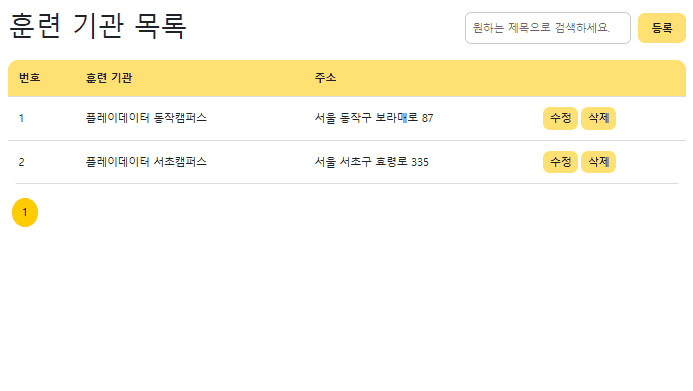 훈련 기관 목록
원하는 제목으로 검색하세요. 등록
번호 훈련 기관 주소
1 플레이데이터 동작캠퍼스 서울 동작구 보라매로 87 수정 삭제
2 플레이데이터 서초캠퍼스 서울 서초구 효령로 335 수정 삭제
1